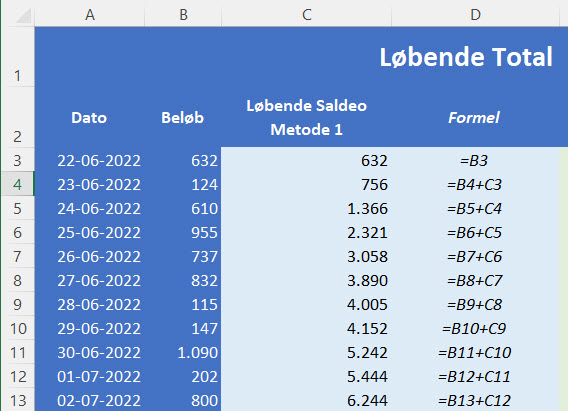 A B C D
1 Løbende Total
2 Dato Beløb Løbende Saldeo Metode 1 Formel
3 22-06-2022 632 632 =B3
4 23-06-2022 124 756 =B4+C3
5 24-06-2022 610 1.366 =B5+C4
6 25-06-2022 955 2.321 =B6+C5
7 26-06-2022 737 3.058 =B7+C6
8 27-06-2022 832 3.890 =B8+C7
9 28-06-2022 115 4.005 =B9+C8
10 29-06-2022 147 4.152 =B10+C9
11 30-06-2022 1.090 5.242 =B11+C10
12 01-07-2022 202 5.444 =B12+C11
13 02-07-2022 800 6.244 =B13+C12